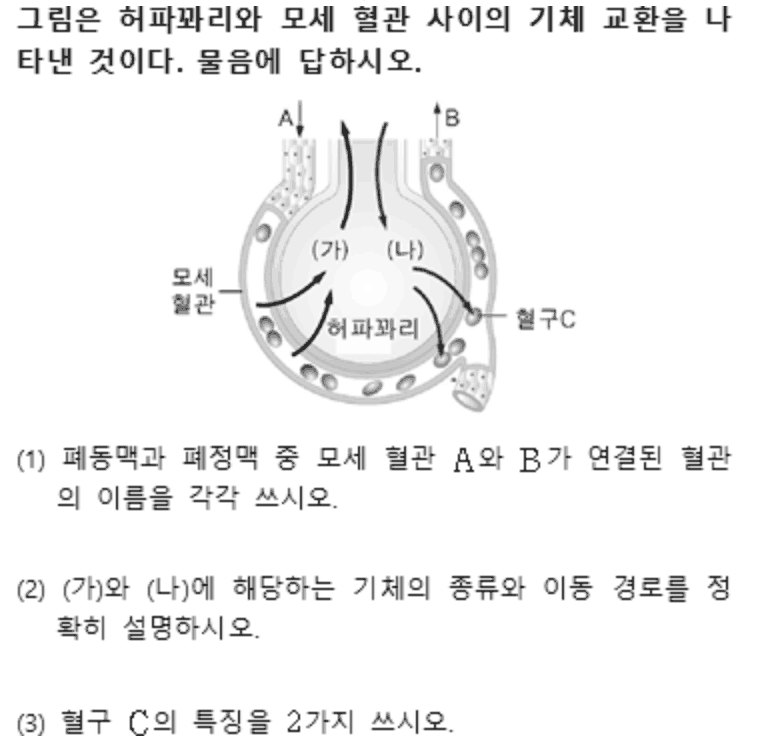 그림은 허파꽈리와 모세 혈관 사이의 기체 교환을 나
타낸 것이다. 물음에 답하시오.
A
B
(가)
(나)
모세
혈관
허파꽈리
혈구C
(1) 폐동맥과 폐정맥 중 모세 혈관 A와 B가 연결된 혈관
의 이름을 각각 쓰시오.
(2) (가)와 (나)에 해당하는 기체의 종류와 이동 경로를 정
확히 설명하시오.
(3) 혈구 C의 특징을 2가지 쓰시오.